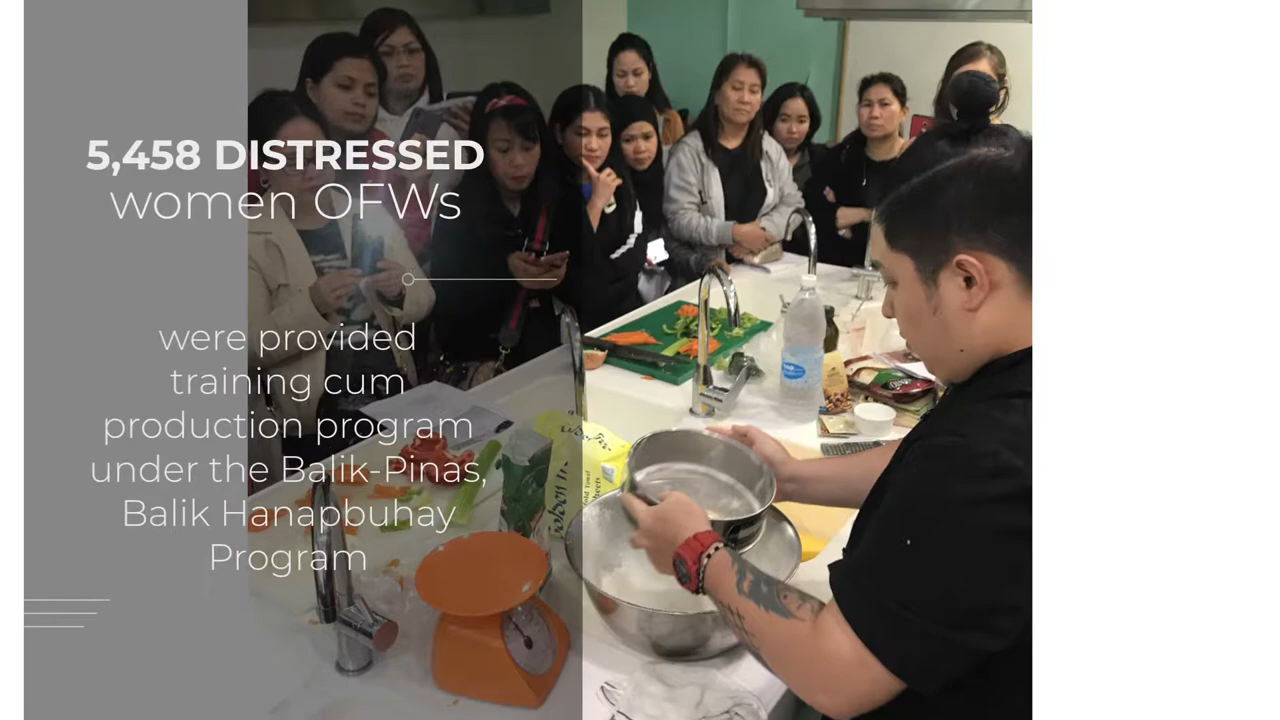 5,458 DISTRESSED
women OFWs
were provided
training cum
production program
under the Balik-Pinas,
Balik Hanapbuhay
Program